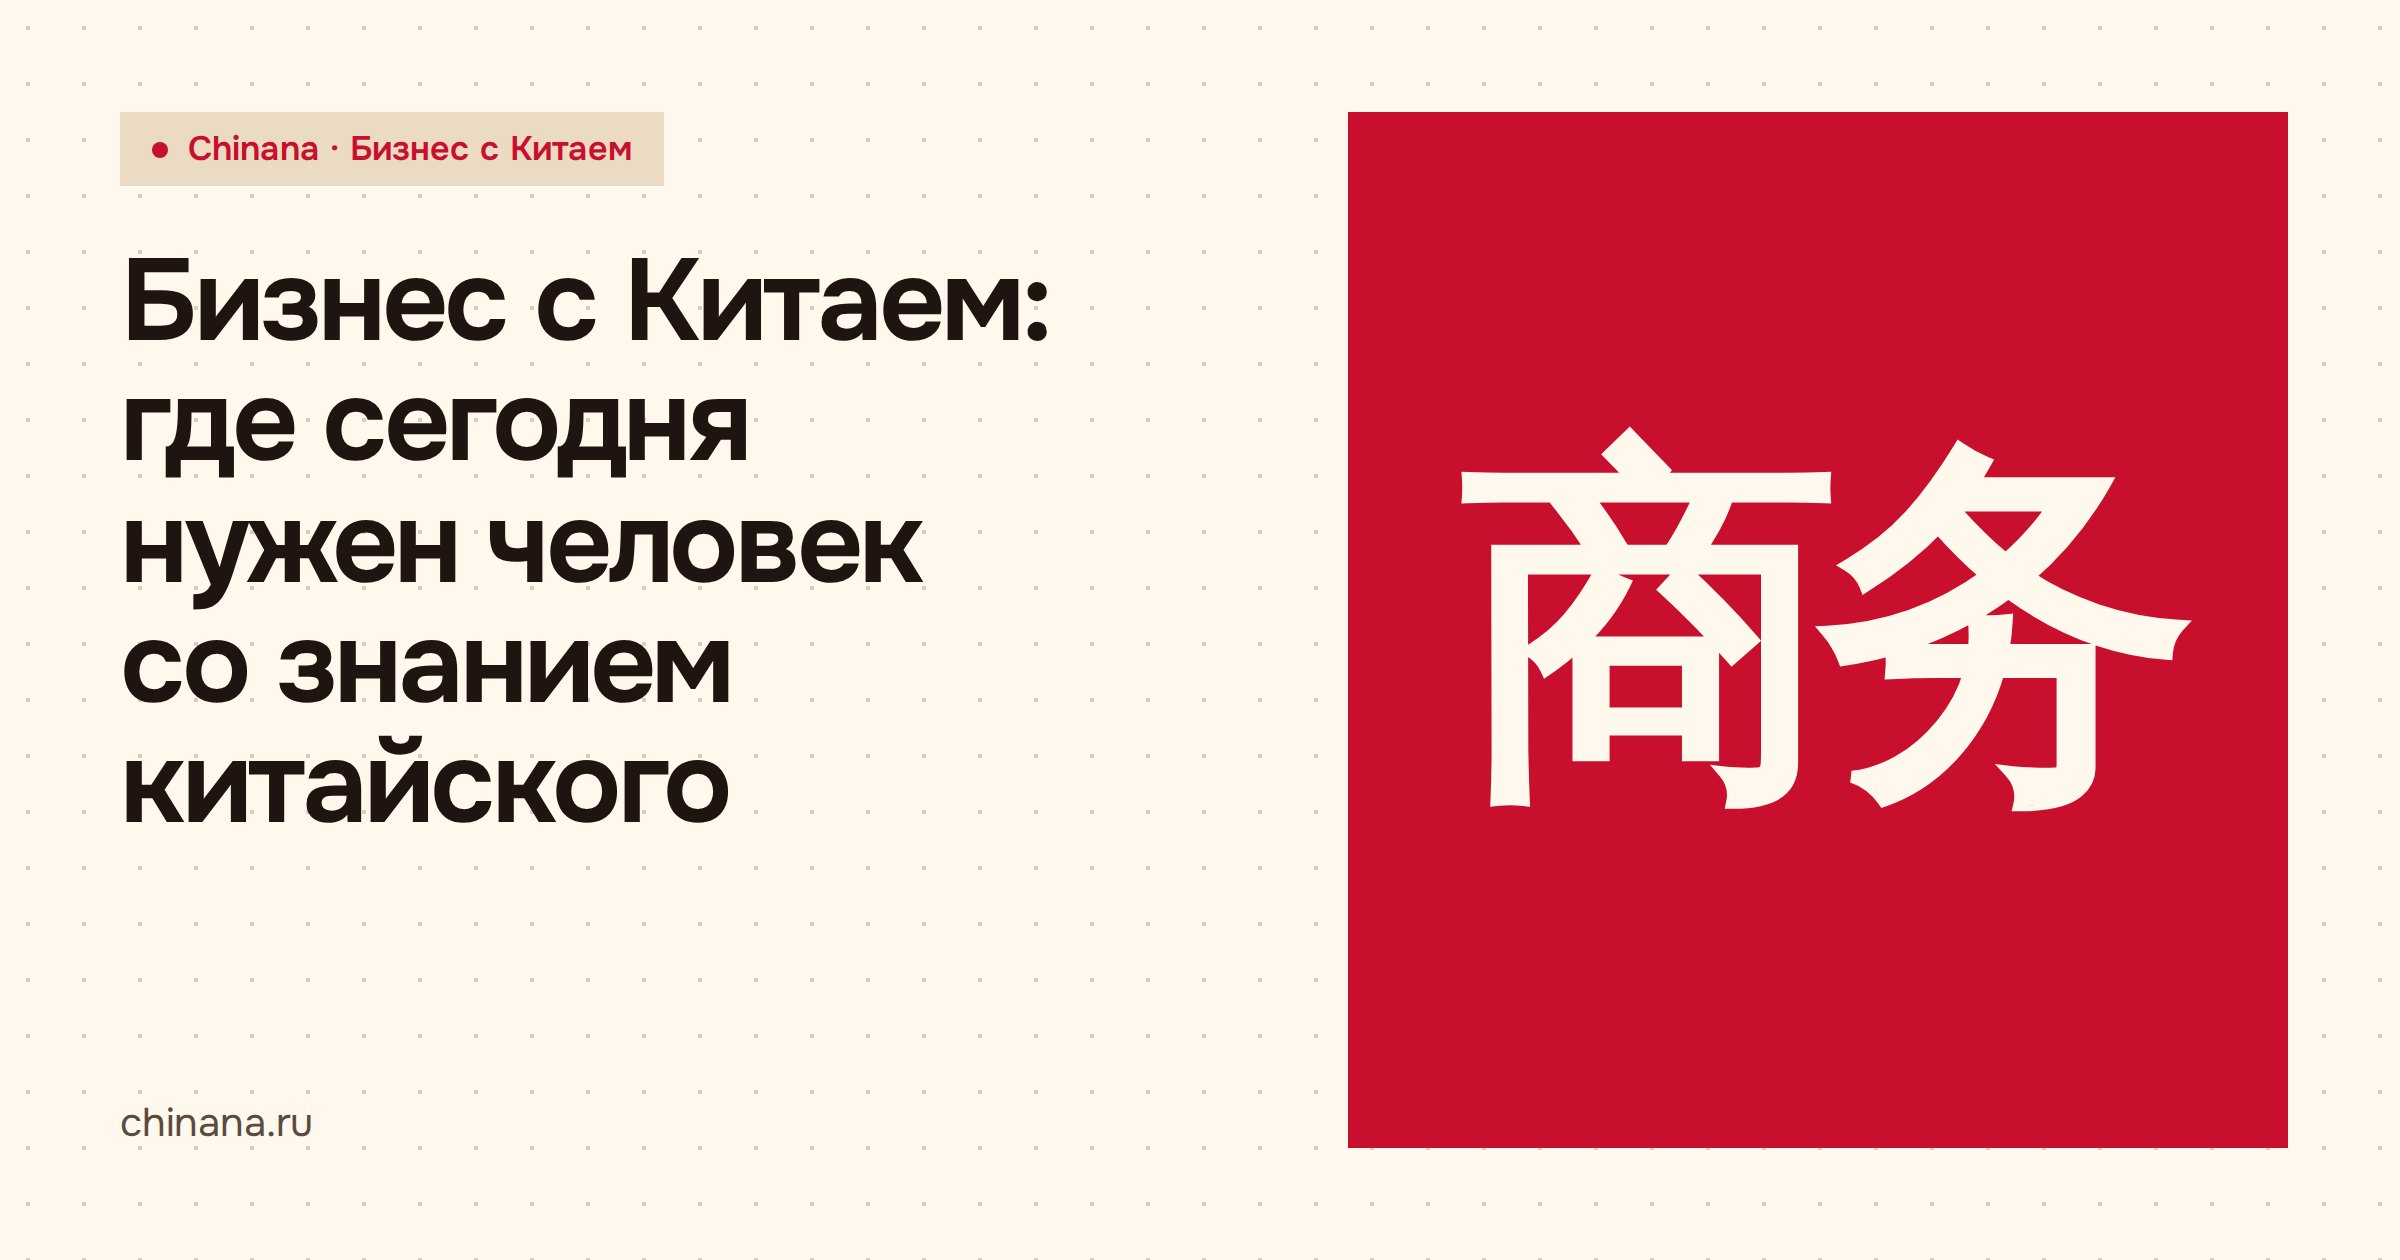 Chinana · Бизнес с Китаем
Бизнес с Китаем:
где сегодня
нужен человек
со знанием
китайского
商务
chinana.ru